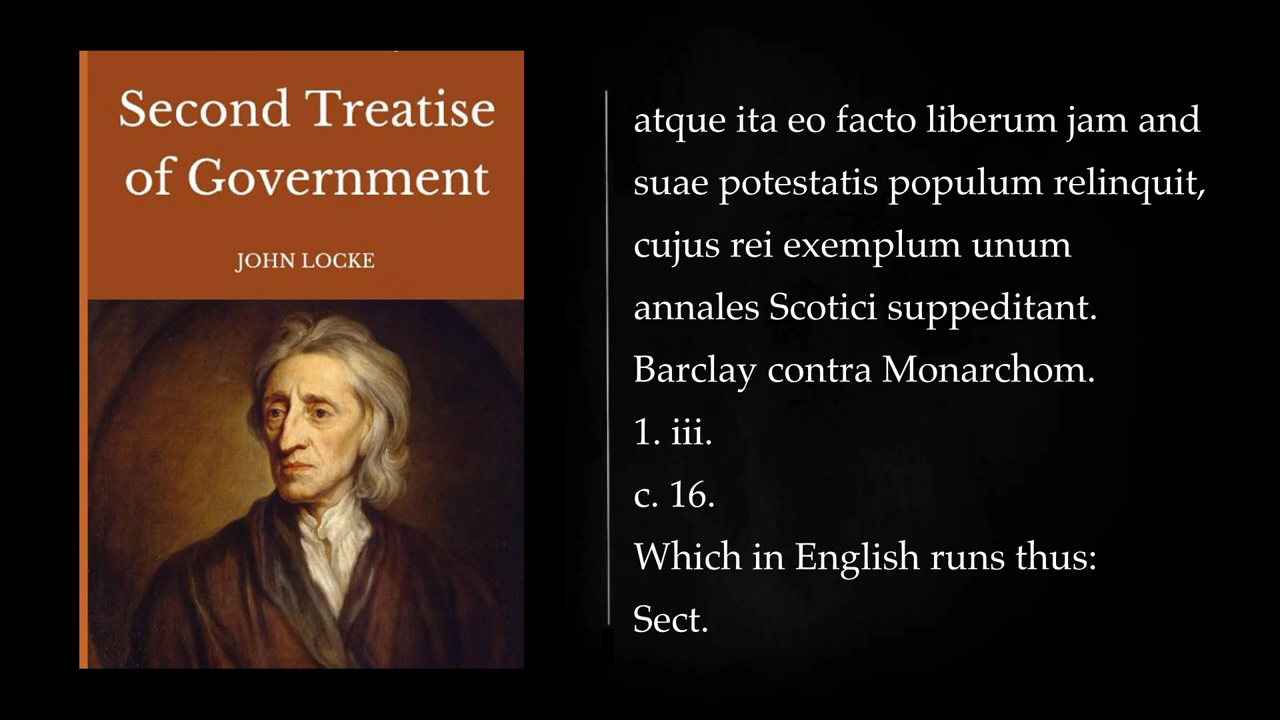 Second Treatise
of Government
JOHN LOCKE
atque ita eo facto liberum jam and
suae potestatis populum relinquit,
cujus rei exemplum unum
annales Scotici suppeditant.
Barclay contra Monarchom.
1. iii.
c. 16.
Which in English runs thus:
Sect.